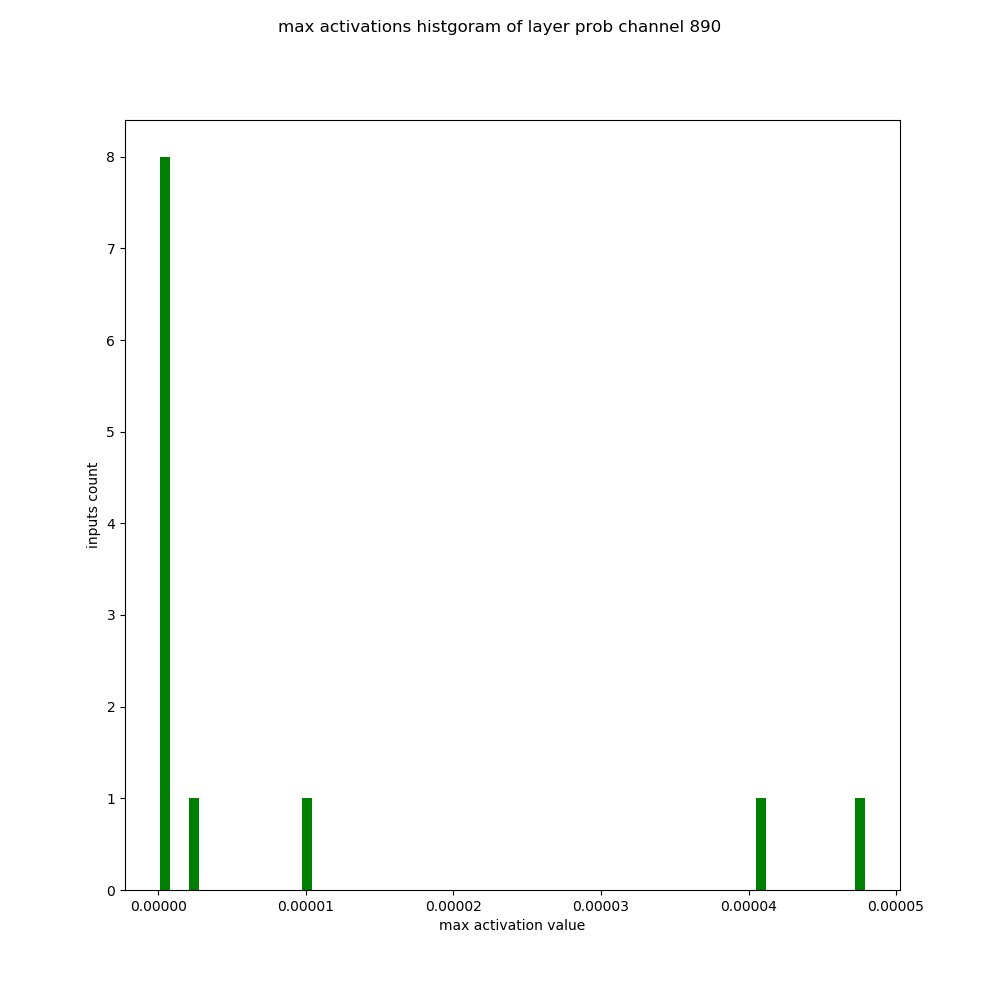 max activations histgoram of layer prob channel 890
8
7
6
5
4
3
2
1
0
inputs count
0.00000 0.00001 0.00002 0.00003 0.00004 0.00005
max activation value